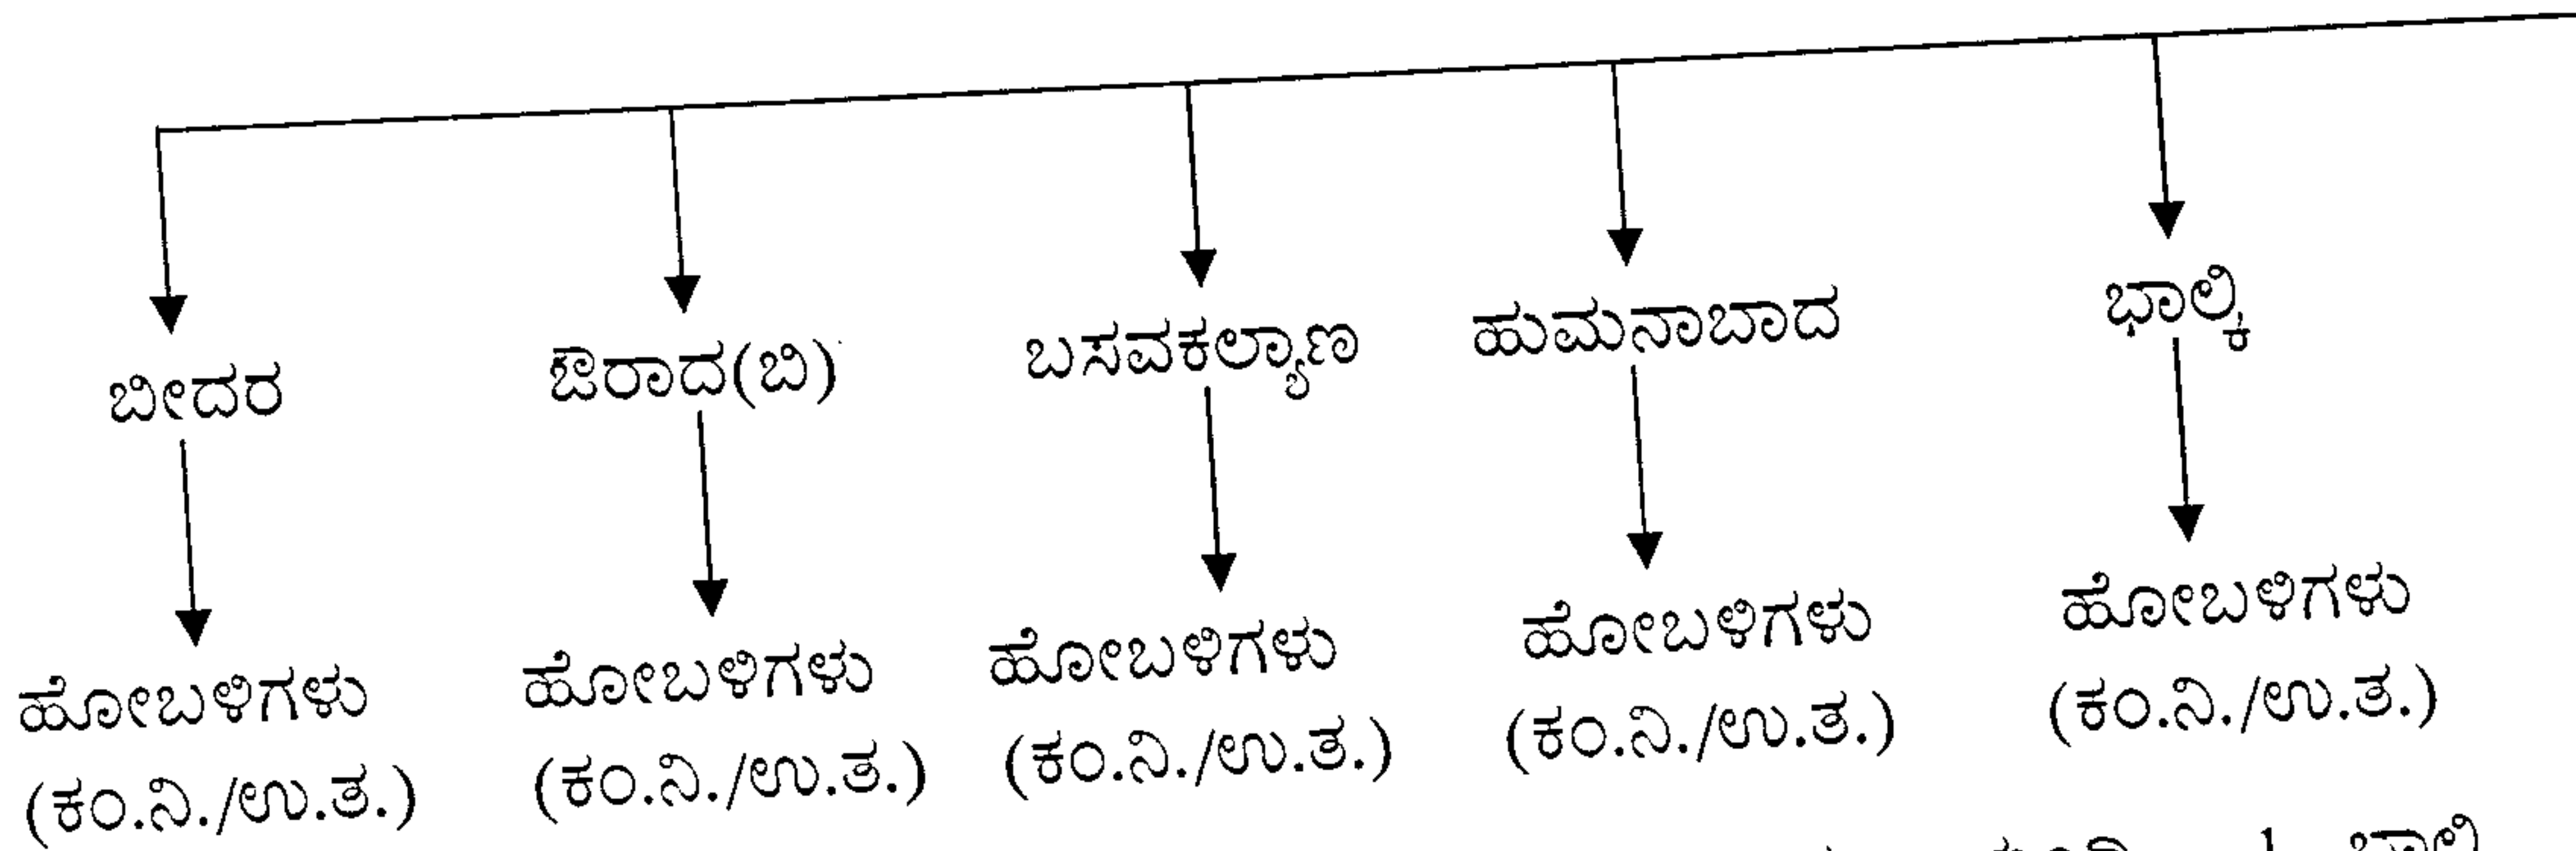 ಬೀದರ ಔರಾದ(ಬಿ) ಬಸವಕಲ್ಯಾಣ ಹುಮನಾಬಾದ ಭಾಲ್ಕಿ
ಹೋಬಳಿಗಳು ಹೋಬಳಿಗಳು ಹೋಬಳಿಗಳು ಹೋಬಳಿಗಳು ಹೋಬಳಿಗಳು
(ಕಂ.ನಿ./ಉ.ತ.) (ಕಂ.ನಿ./ಉ.ತ.) (ಕಂ.ನಿ./ಉ.ತ.) (ಕಂ.ನಿ./ಉ.ತ.) (ಕಂ.ನಿ./ಉ.ತ.)